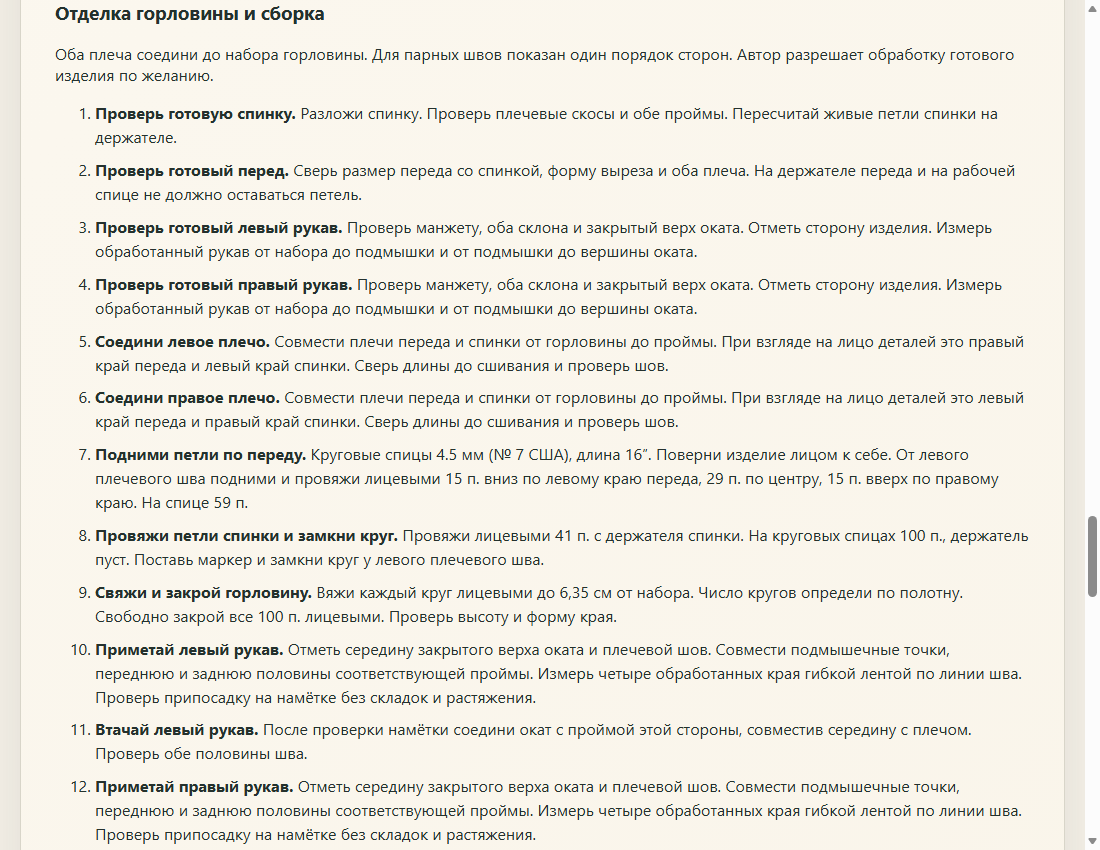 Отделка горловины и сборка
Оба плеча соедини до набора горловины. Для парных швов показан один порядок сторон. Автор разрешает обработку готового
изделия по желанию.
1. Проверь готовую спинку. Разложи спинку. Проверь плечевые скосы и обе проймы. Пересчитай живые петли спинки на
держателе.
2. Проверь готовый перед. Сверь размер переда со спинкой, форму выреза и оба плеча. На держателе переда и на рабочей
спице не должно оставаться петель.
3. Проверь готовый левый рукав. Проверь манжету, оба склона и закрытый верх оката. Отметь сторону изделия. Измерь
обработанный рукав от набора до подмышки и от подмышки до вершины оката.
4. Проверь готовый правый рукав. Проверь манжету, оба склона и закрытый верх оката. Отметь сторону изделия. Измерь
обработанный рукав от набора до подмышки и от подмышки до вершины оката.
5. Соедини левое плечо. Совмести плечи переда и спинки от горловины до проймы. При взгляде на лицо деталей это правый
край переда и левый край спинки. Сверь длины до сшивания и проверь шов.
6. Соедини правое плечо. Совмести плечи переда и спинки от горловины до проймы. При взгляде на лицо деталей это левый
край переда и правый край спинки. Сверь длины до сшивания и проверь шов.
7. Подними петли по переду. Круговые спицы 4.5 мм (№ 7 США), длина 16″. Поверни изделие лицом к себе. От левого
плечевого шва подними и провяжи лицевыми 15 п. вниз по левому краю переда, 29 п. по центру, 15 п. вверх по правому
краю. На спице 59 п.
8. Провяжи петли спинки и замкни круг. Провяжи лицевыми 41 п. с держателя спинки. На круговых спицах 100 п., держатель
пуст. Поставь маркер и замкни круг у левого плечевого шва.
9. Свяжи и закрой горловину. Вяжи каждый круг лицевыми до 6,35 см от набора. Число кругов определи по полотну.
Свободно закрой все 100 п. лицевыми. Проверь высоту и форму края.
10. Приметай левый рукав. Отметь середину закрытого верха оката и плечевой шов. Совмести подмышечные точки,
переднюю и заднюю половины соответствующей проймы. Измерь четыре обработанных края гибкой лентой по линии шва.
Проверь припосадку на намётке без складок и растяжения.
11. Втачай левый рукав. После проверки намётки соедини окат с проймой этой стороны, совместив середину с плечом.
Проверь обе половины шва.
12. Приметай правый рукав. Отметь середину закрытого верха оката и плечевой шов. Совмести подмышечные точки,
переднюю и заднюю половины соответствующей проймы. Измерь четыре обработанных края гибкой лентой по линии шва.
Проверь припосадку на намётке без складок и растяжения.